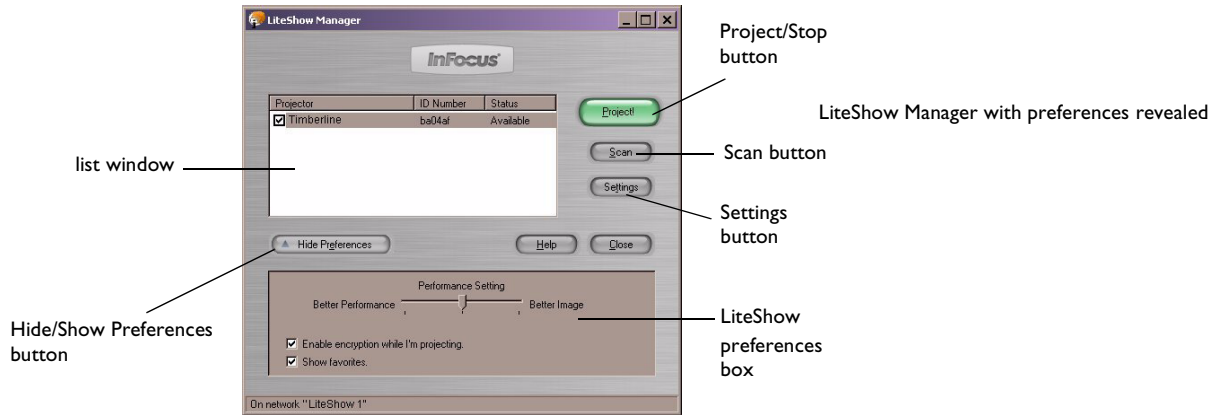 LiteShow Manager
InFocus
Projector ID Number Status
Timberline ba04af Available
Project!
Scan
Settings
Hide Preferences
Help
Close
Performance Setting
Better Performance
Better Image
Enable encryption while I'm projecting.
Show favorites.
On network "LiteShow 1"
list window
Hide/Show Preferences
button
Project/Stop
button
LiteShow Manager with preferences revealed
Scan button
Settings
button
LiteShow
preferences
box